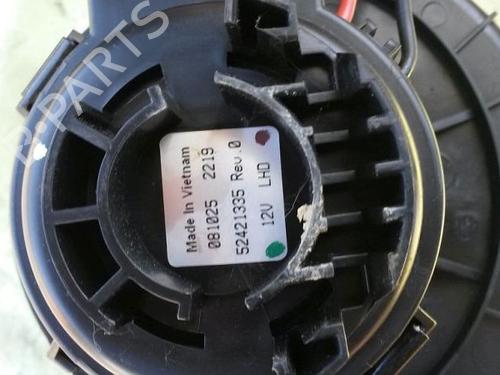 B-PARTS
Made In Vietnam
081025 2219
52421335 Rev.0
12V LHD